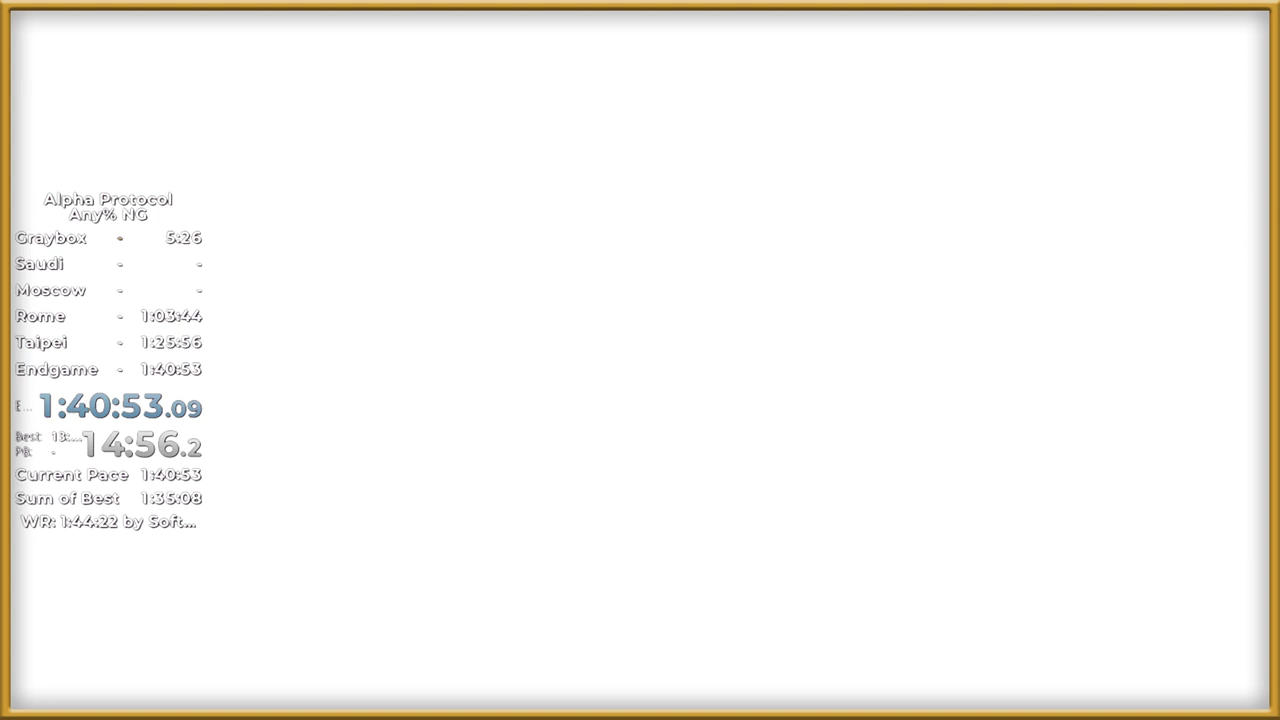 Alpha Protocol
Any% NG
Graybox - 5:26
Saudi - -
Moscow - -
Rome - 1:03:44
Taipei - 1:25:56
Endgame - 1:40:53
E... 1:40:53.09
Best 13:... 14:56.2
PB: -
Current Pace 1:40:53
Sum of Best 1:35:08
WR: 1:44:22 by Soft...